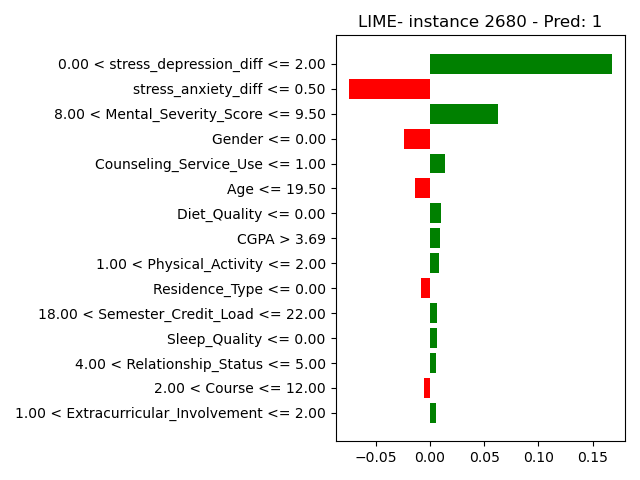 LIME- instance 2680 - Pred: 1
0.00 < stress_depression_diff <= 2.00
stress_anxiety_diff <= 0.50
8.00 < Mental_Severity_Score <= 9.50
Gender <= 0.00
Counseling_Service_Use <= 1.00
Age <= 19.50
Diet_Quality <= 0.00
CGPA > 3.69
1.00 < Physical_Activity <= 2.00
Residence_Type <= 0.00
18.00 < Semester_Credit_Load <= 22.00
Sleep_Quality <= 0.00
4.00 < Relationship_Status <= 5.00
2.00 < Course <= 12.00
1.00 < Extracurricular_Involvement <= 2.00
−0.05 0.00 0.05 0.10 0.15